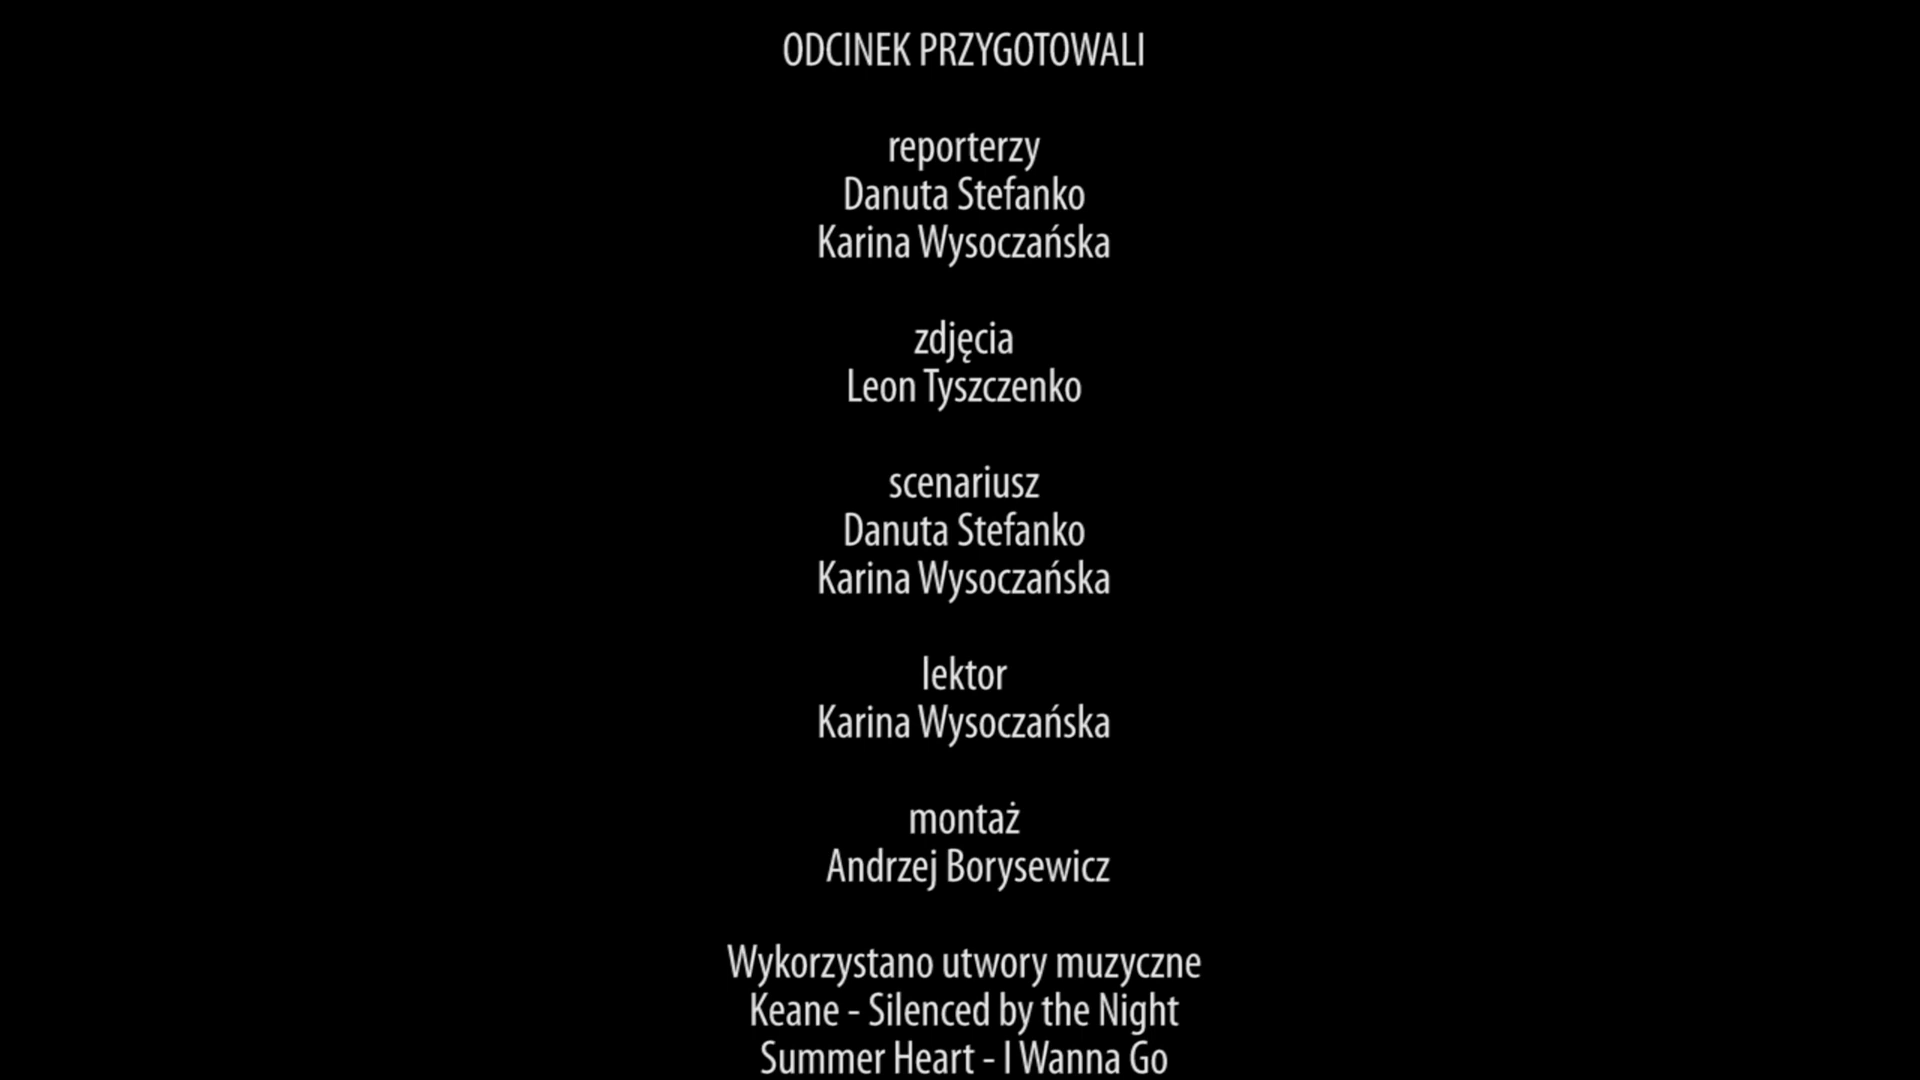 ODCINEK PRZYGOTOWALI
reporterzy
Danuta Stefanko
Karina Wysoczańska
zdjęcia
Leon Tyszczenko
scenariusz
Danuta Stefanko
Karina Wysoczańska
lektor
Karina Wysoczańska
montaż
Andrzej Borysewicz
Wykorzystano utwory muzyczne
Keane - Silenced by the Night
Summer Heart - I Wanna Go